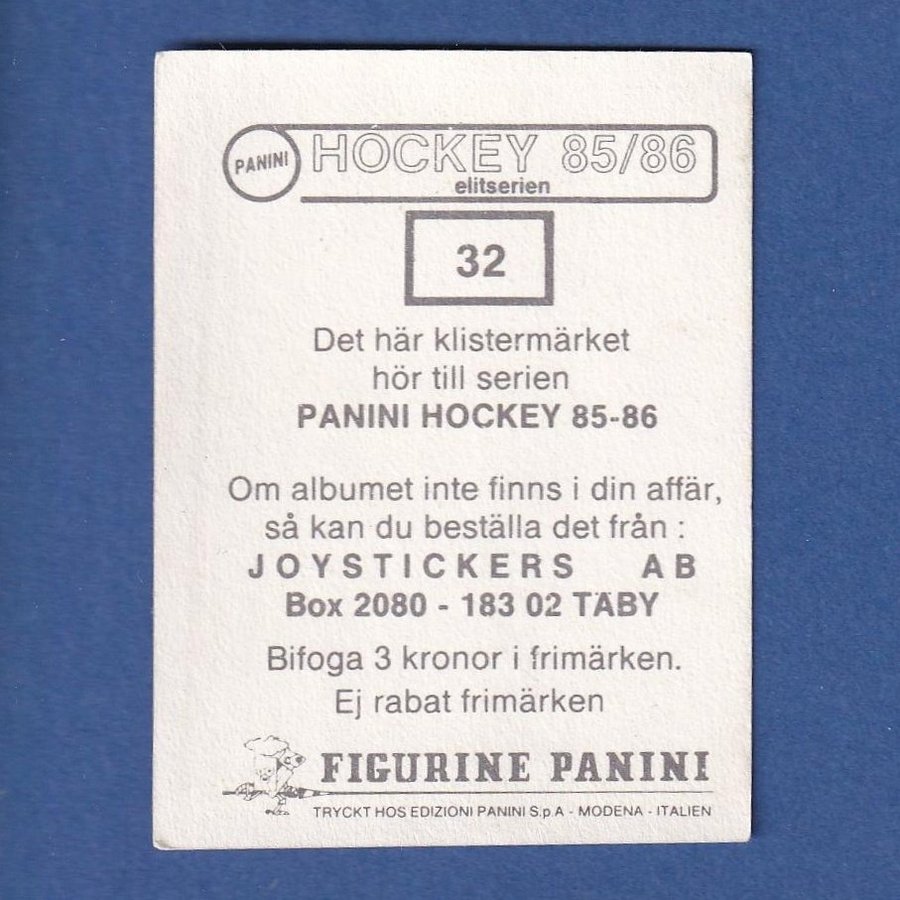 PANINI HOCKEY 85/86
elitserien
32
Det här klistermärket
hör till serien
PANINI HOCKEY 85-86
Om albumet inte finns i din affär,
så kan du beställa det från :
JOYSTICKERS AB
Box 2080 - 183 02 TÄBY
Bifoga 3 kronor i frimärken.
Ej rabat frimärken
FIGURINE PANINI
TRYCKT HOS EDIZIONI PANINI S.p.A - MODENA - ITALIEN